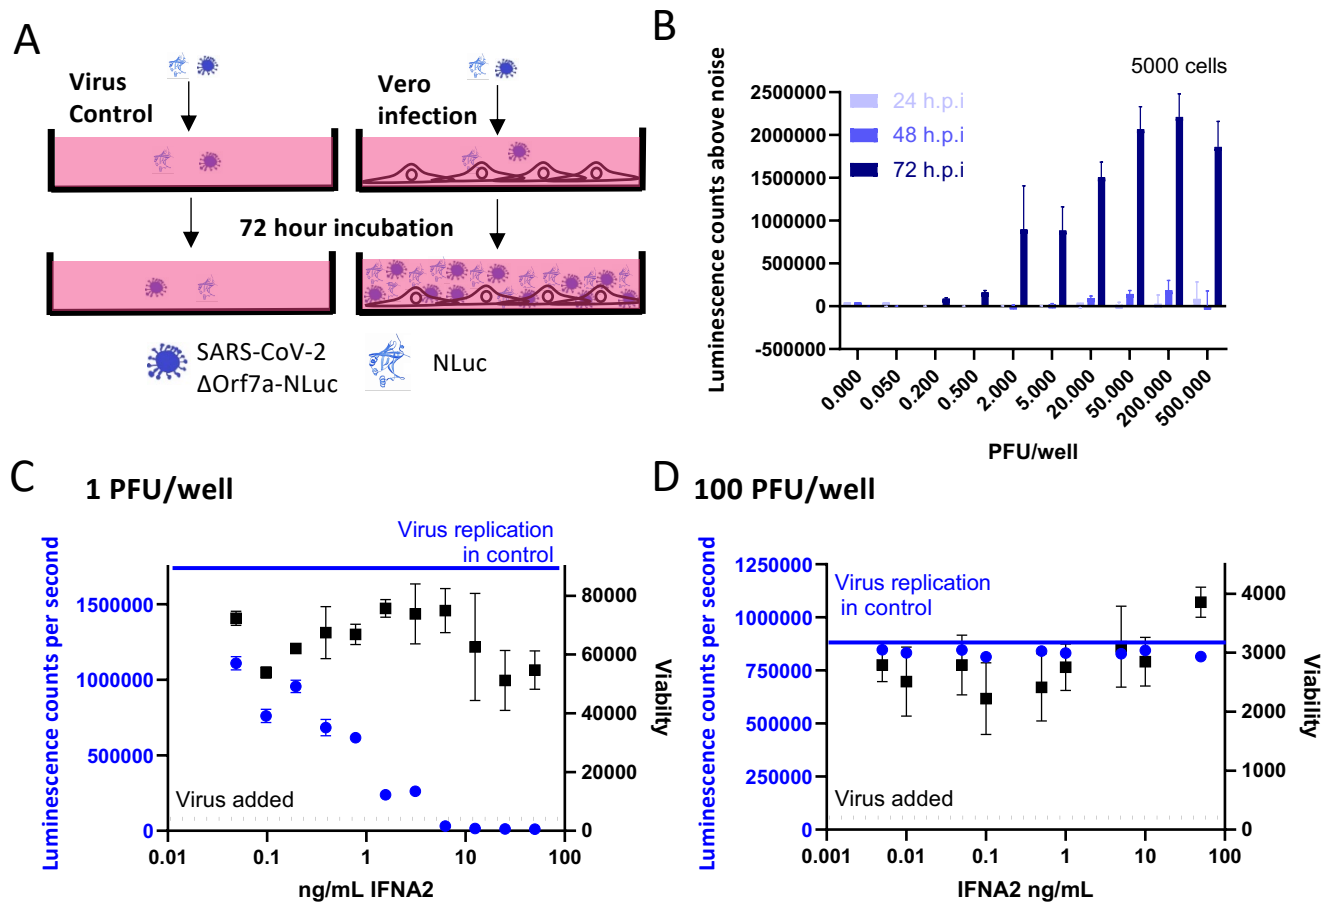 A
Virus
Control
Vero
infection
72 hour incubation
SARS-CoV-2
ΔOrf7a-NLuc
NLuc
B
5000 cells
Luminescence counts above noise
24 h.p.i
48 h.p.i
72 h.p.i
2500000
2000000
1500000
1000000
500000
0
-500000
0.000
0.050
0.200
0.500
2.000
5.000
20.000
50.000
200.000
500.000
PFU/well
C
1 PFU/well
Virus replication
in control
Luminescence counts per second
1500000
1000000
500000
0
Virus added
80000
60000
40000
20000
0
Viabilty
0.01
0.1
1
10
100
ng/mL IFNA2
D
100 PFU/well
Virus replication
in control
Luminescence counts per second
1250000
1000000
750000
500000
250000
0
Virus added
4000
3000
2000
1000
0
Viability
0.001
0.01
0.1
1
10
100
IFNA2 ng/mL